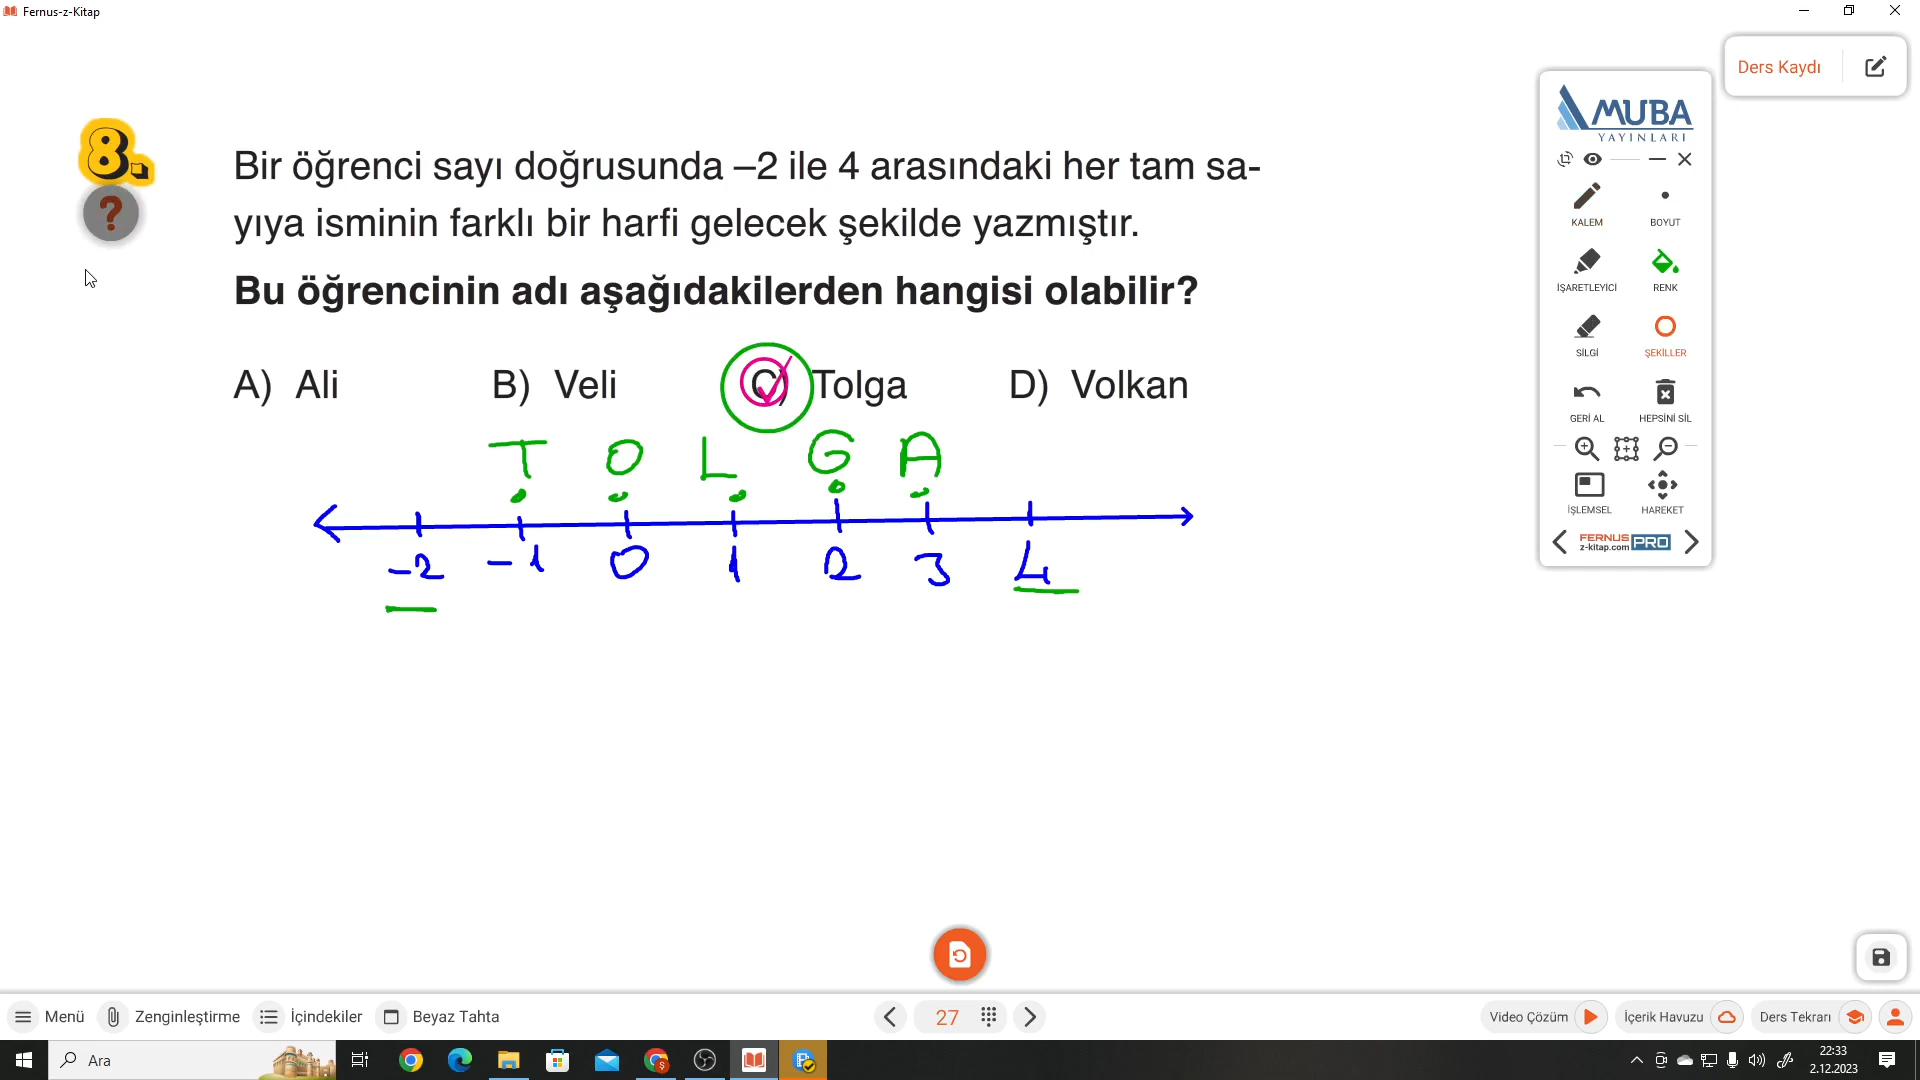 Fernus-z-Kitap
Ders Kaydı
MUBA
YAYINLARI
8.
?
Bir öğrenci sayı doğrusunda –2 ile 4 arasındaki her tam sa-
yıya isminin farklı bir harfi gelecek şekilde yazmıştır.
Bu öğrencinin adı aşağıdakilerden hangisi olabilir?
A) Ali B) Veli C) Tolga D) Volkan
T O L G A
-2 -1 0 1 2 3 4
KALEM BOYUT
İŞARETLEYİCİ RENK
SİLGİ ŞEKİLLER
GERİ AL HEPSİNİ SİL
İŞLEMSEL HAREKET
FERNUS
z-kitap.com PRO
Menü Zenginleştirme İçindekiler Beyaz Tahta 27 Video Çözüm İçerik Havuzu Ders Tekrarı
Ara
22:33
2.12.2023